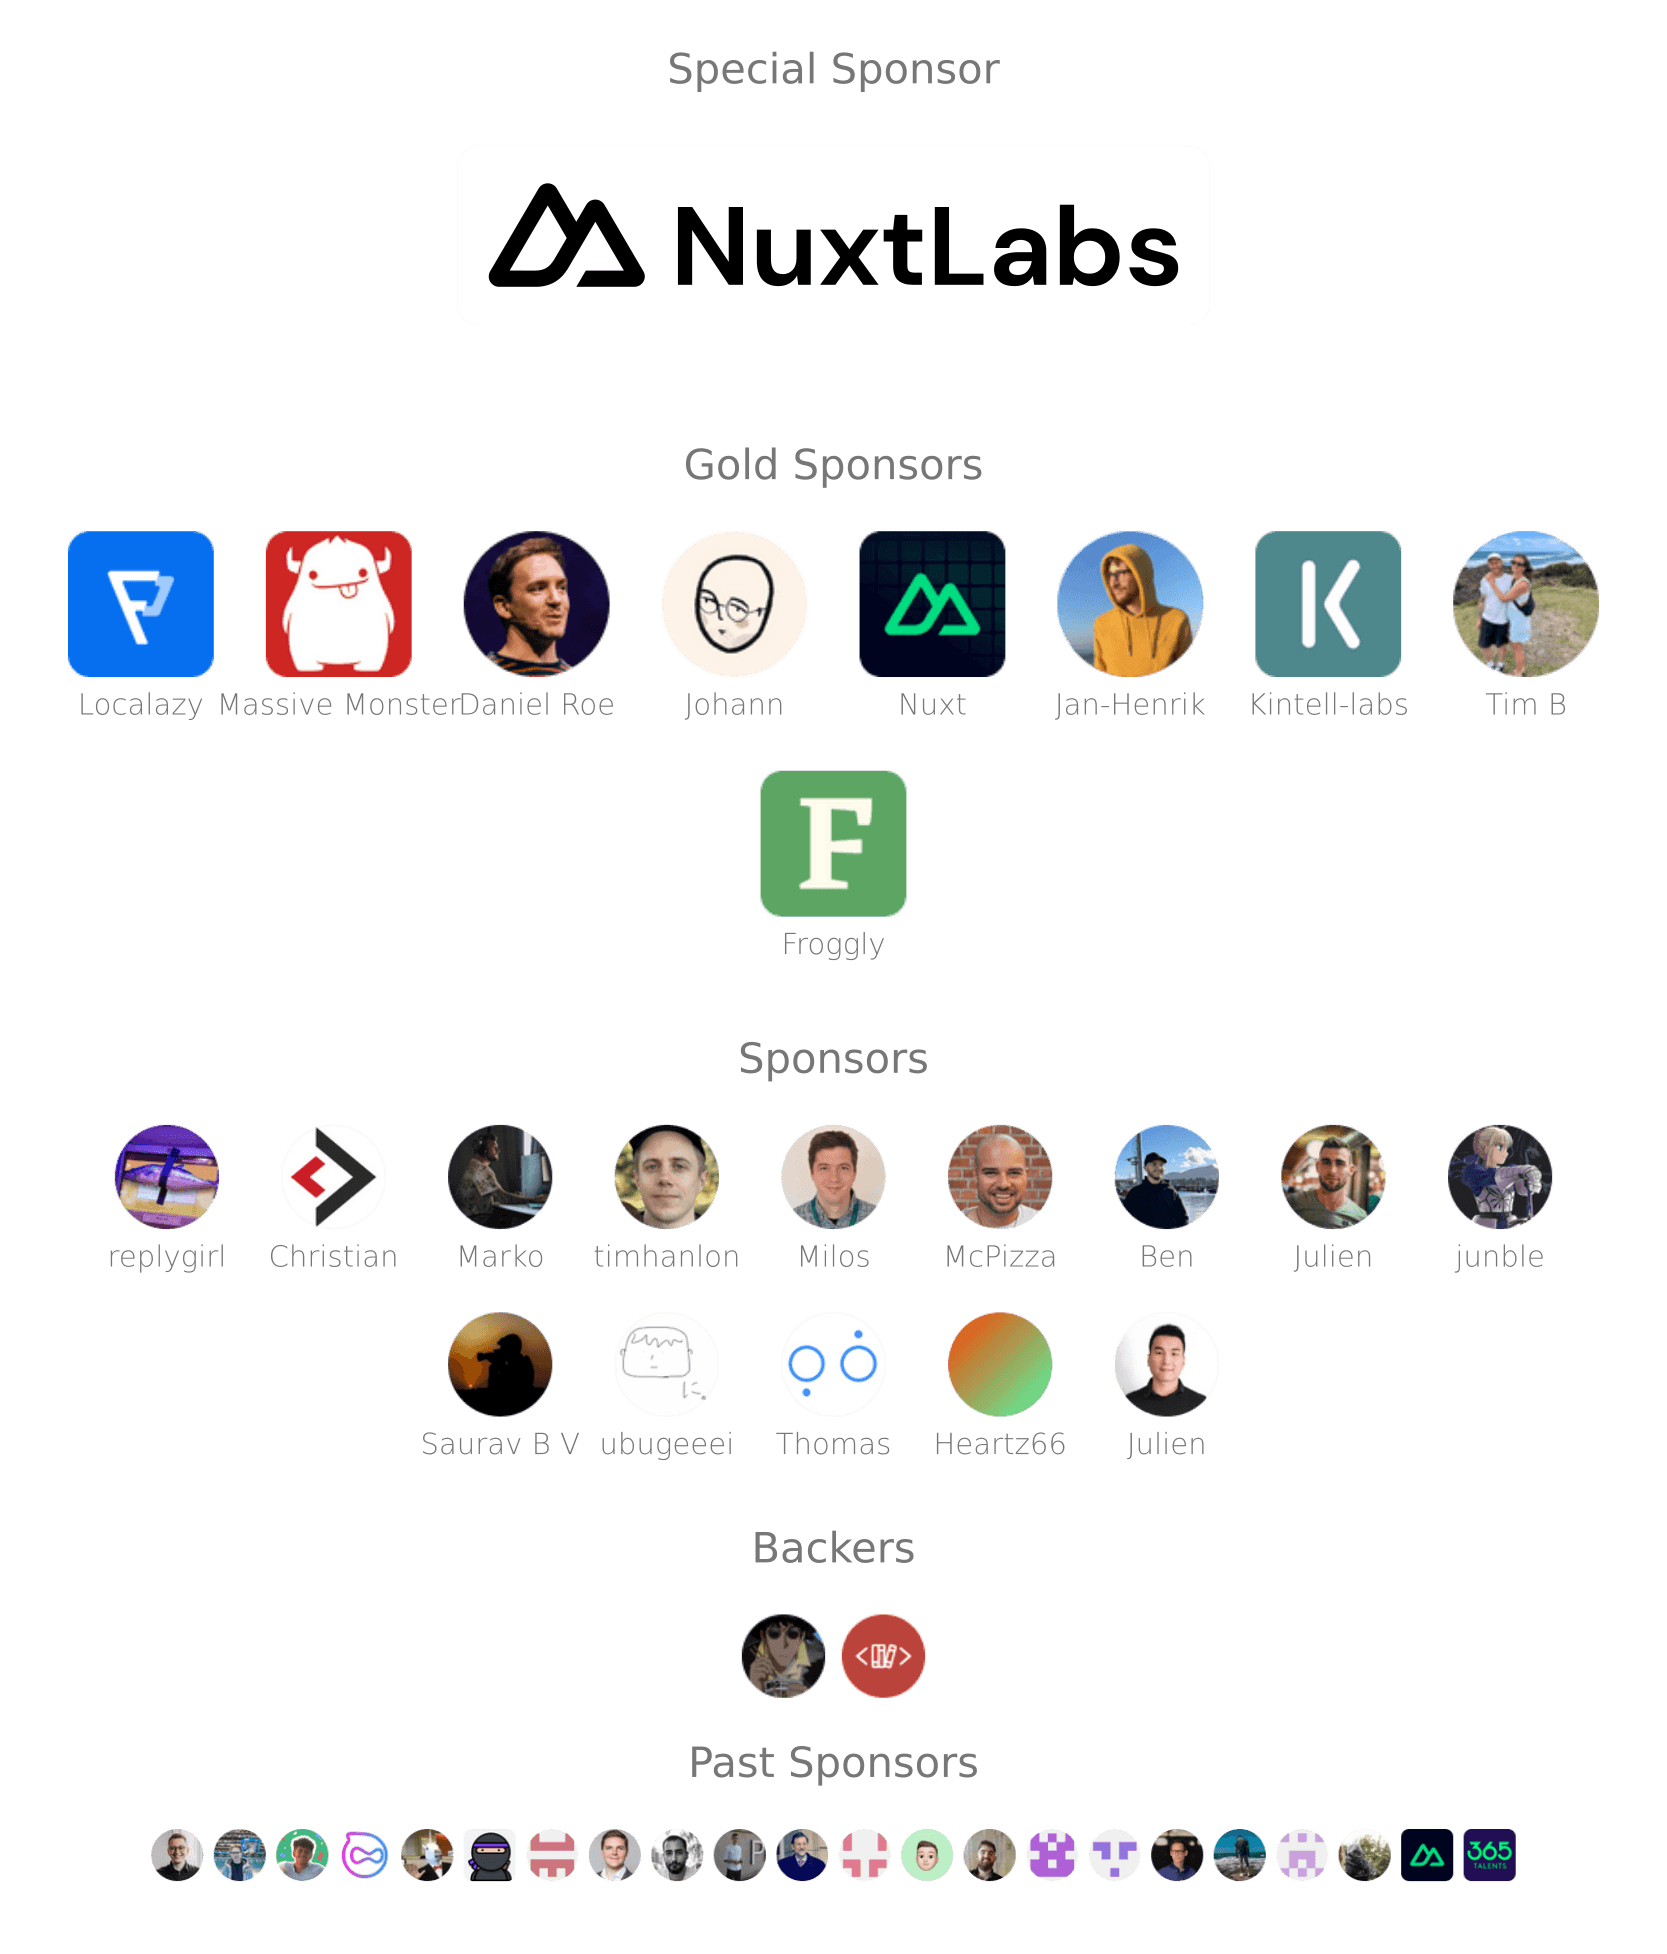 Special Sponsor
NuxtLabs
Gold Sponsors
Localazy Massive Monster Daniel Roe Johann Nuxt Jan-Henrik Kintell-labs Tim B
F
Froggly
Sponsors
replygirl Christian Marko timhanlon Milos McPizza Ben Julien junble
Saurav B V ubugeeei Thomas Heartz66 Julien
Backers
Past Sponsors
365
TALENTS